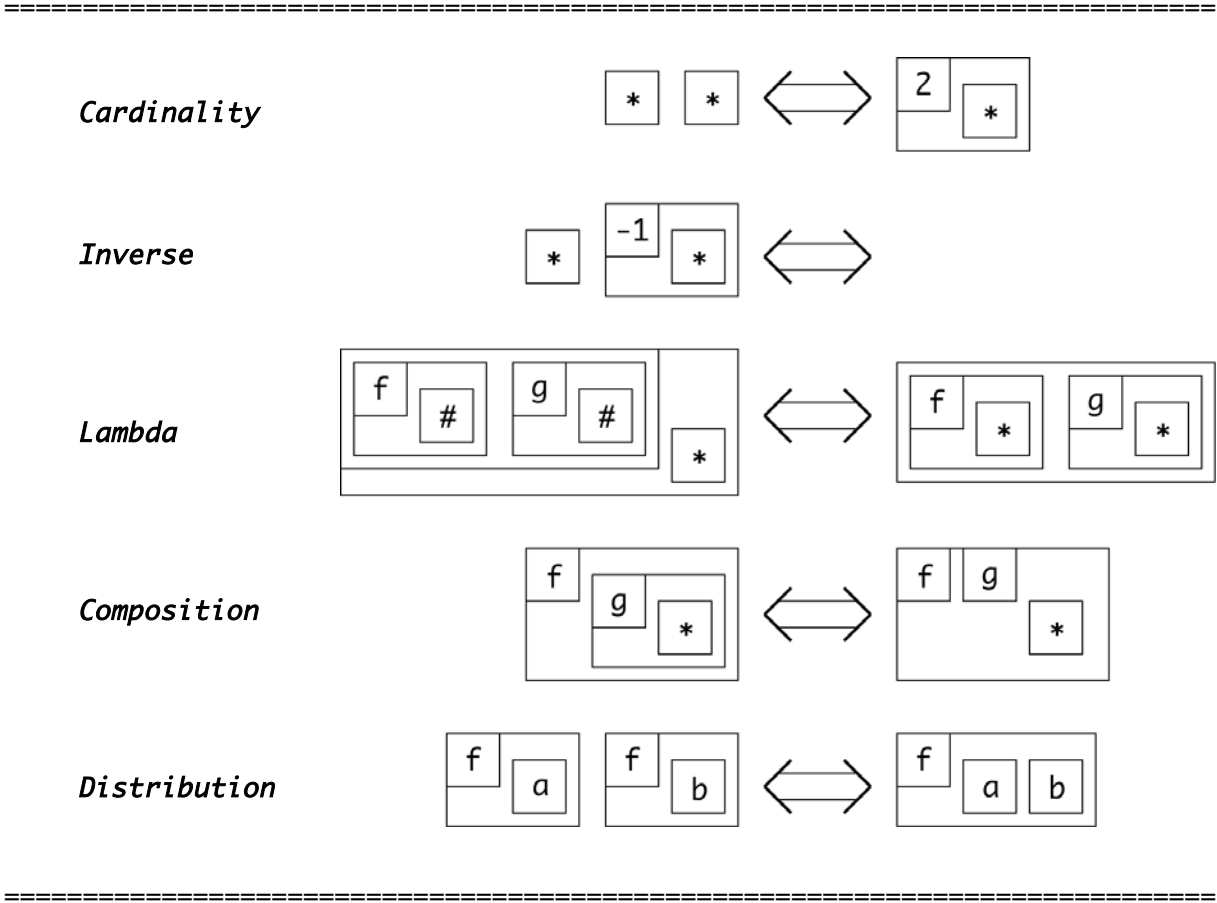 ================================================================================
Cardinality * * 2 *
Inverse * -1 *
Lambda f # g # * f * g *
Composition f g * f g *
Distribution f a f b f a b
================================================================================